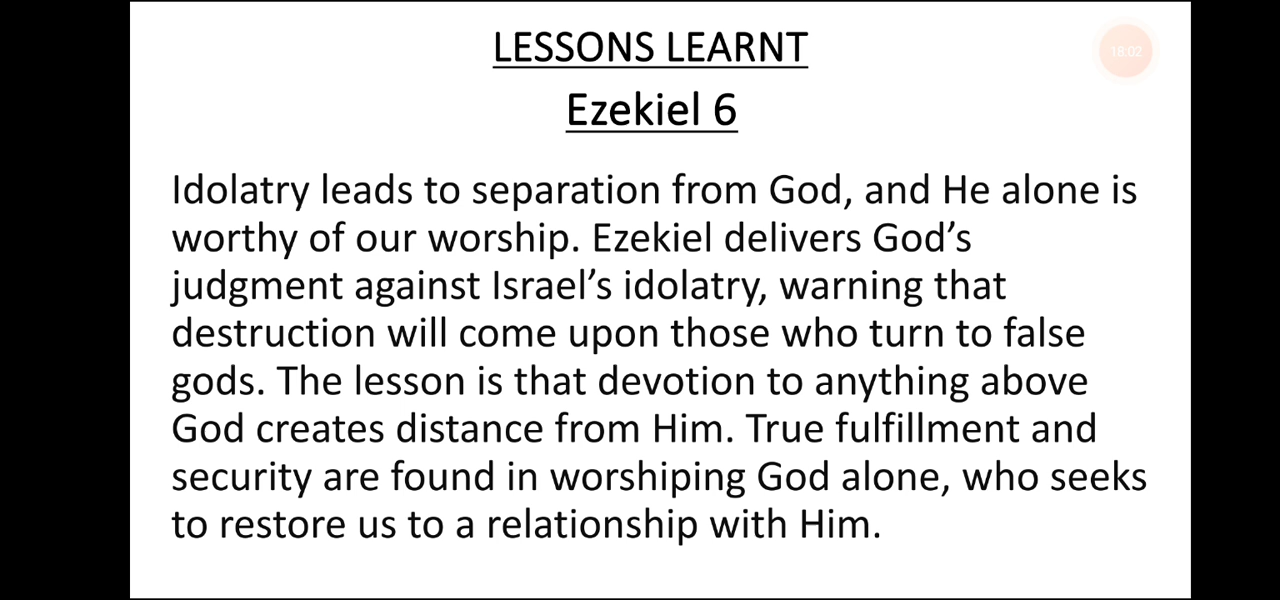 LESSONS LEARNT
18:02
Ezekiel 6
Idolatry leads to separation from God, and He alone is
worthy of our worship. Ezekiel delivers God’s
judgment against Israel’s idolatry, warning that
destruction will come upon those who turn to false
gods. The lesson is that devotion to anything above
God creates distance from Him. True fulfillment and
security are found in worshiping God alone, who seeks
to restore us to a relationship with Him.